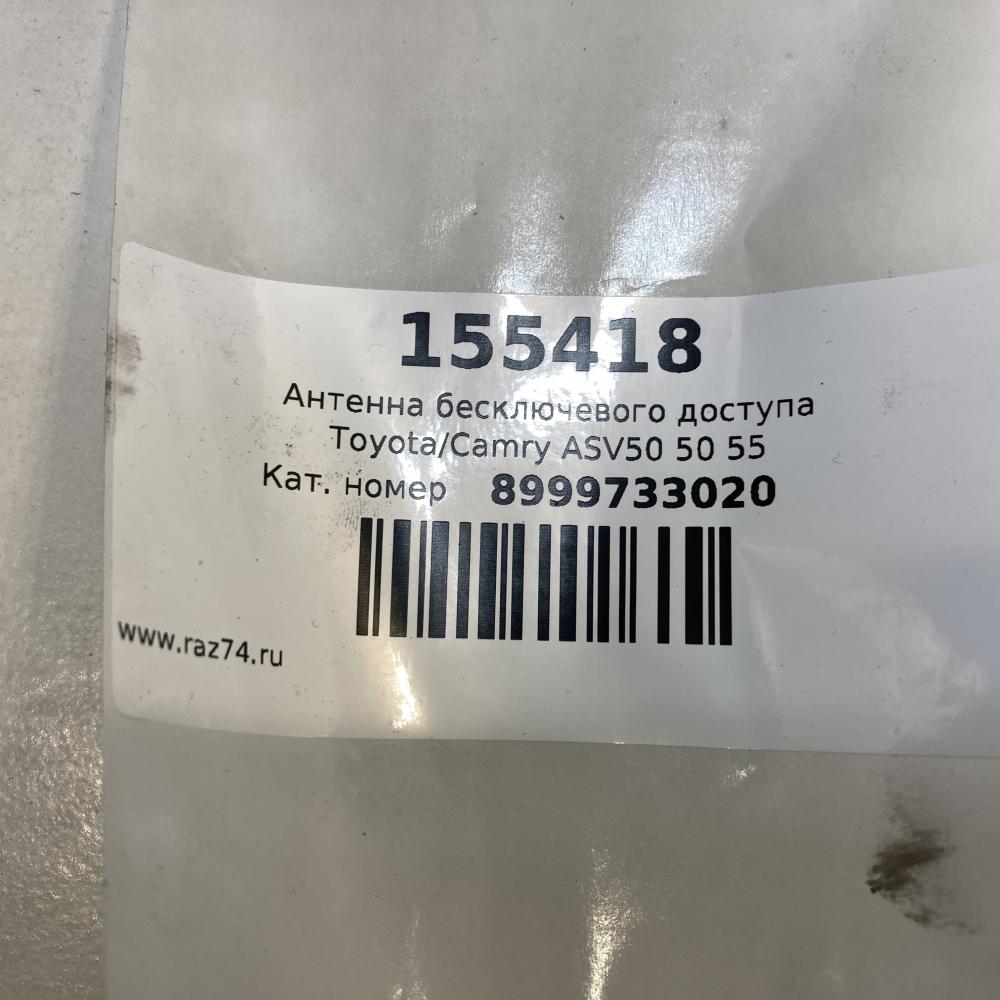 155418
Антенна бесключевого доступа
Toyota/Camry ASV50 50 55
Кат. номер 8999733020
www.raz74.ru